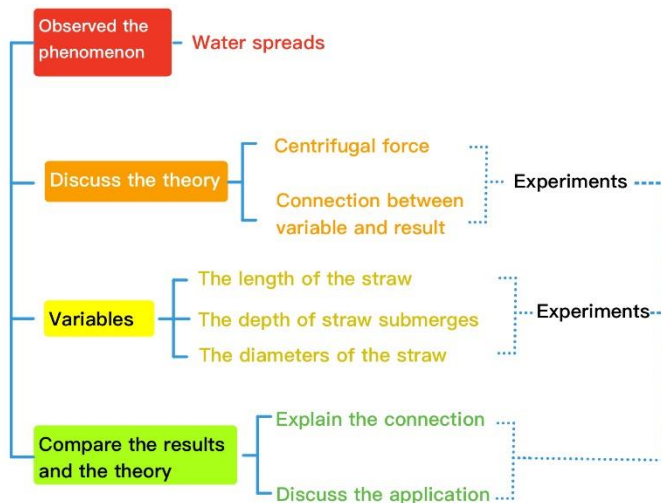 Observed the
phenomenon
Water spreads
Discuss the theory
Centrifugal force
Connection between
variable and result
Experiments
Variables
The length of the straw
The depth of straw submerges
The diameters of the straw
Experiments
Compare the results
and the theory
Explain the connection
Discuss the application